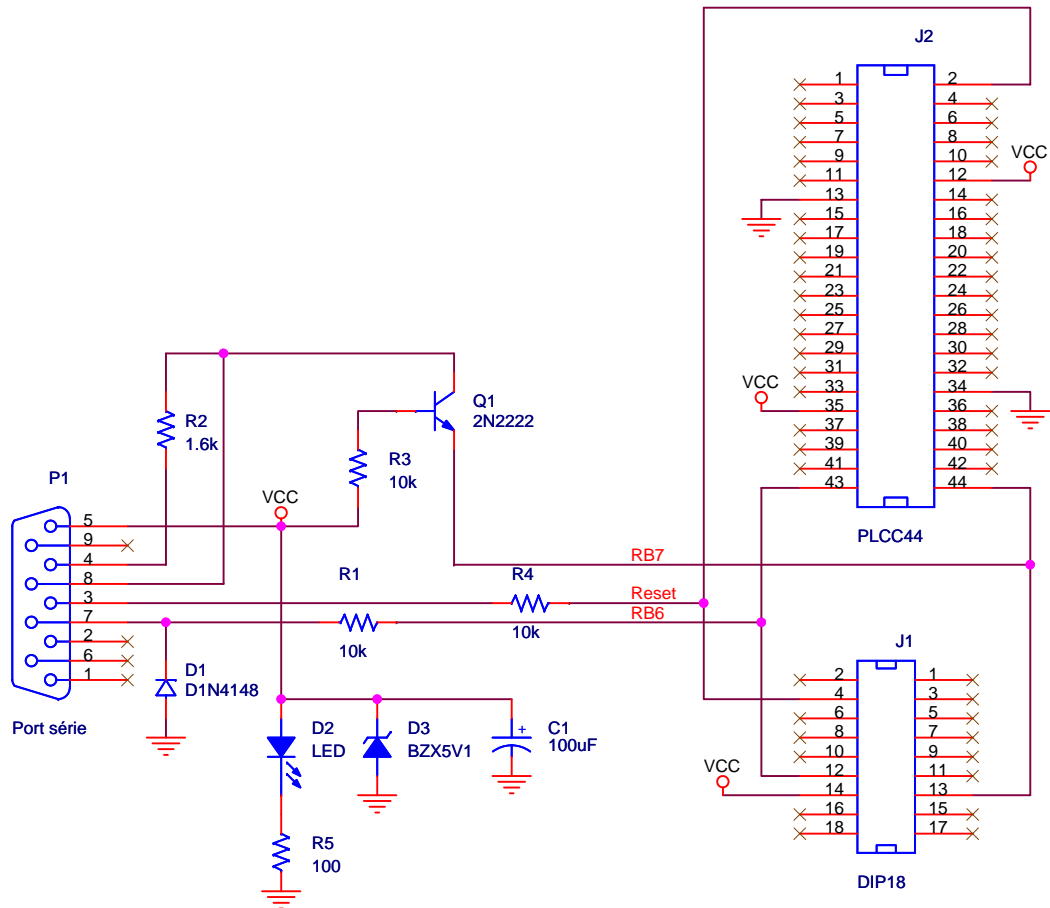 J2
1 2
3 4
5 6
7 8
9 10
11 12
VCC
13 14
15 16
17 18
19 20
21 22
23 24
25 26
27 28
29 30
31 32
33 34
VCC
35 36
37 38
39 40
41 42
43 44
PLCC44
Q1
2N2222
R2
1.6k
R3
10k
P1
VCC
5
9
4
8
3
7
2
6
1
Port série
R1
10k
R4
10k
RB7
Reset
RB6
D1
D1N4148
D2
LED
D3
BZX5V1
C1
+
100uF
R5
100
J1
2 1
4 3
6 5
8 7
10 9
12 11
VCC
14 13
16 15
18 17
DIP18